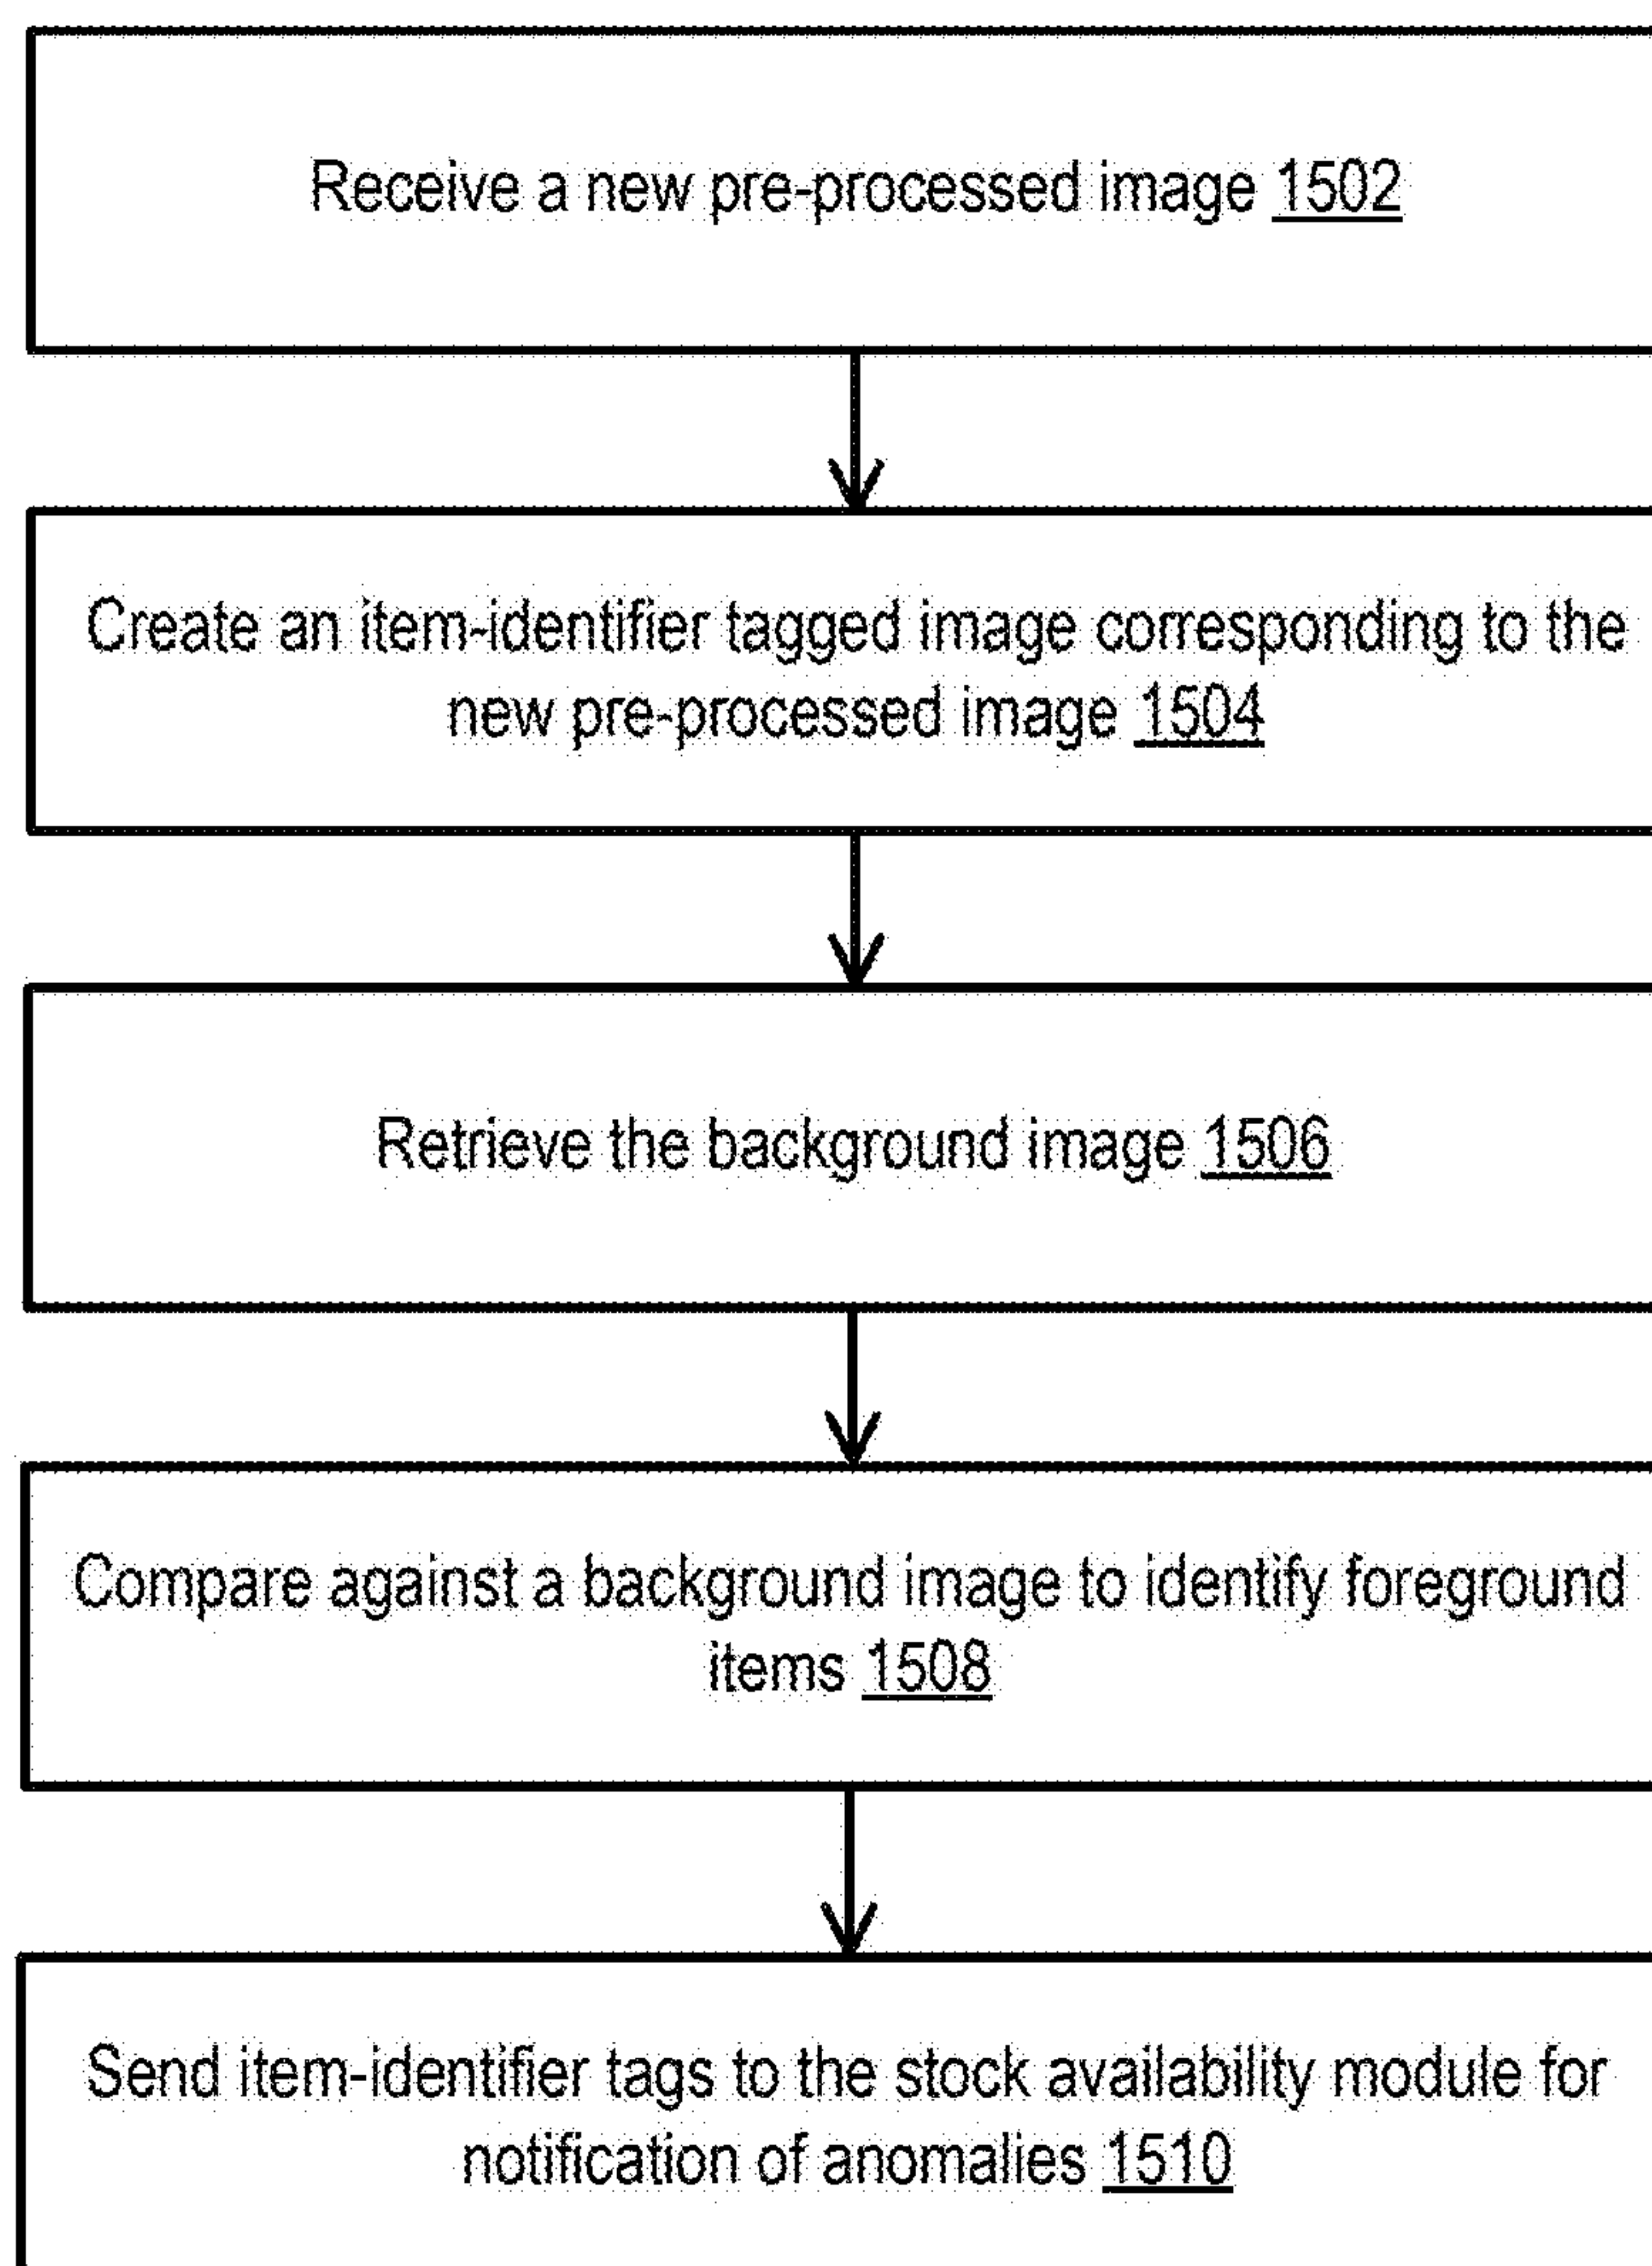 Receive a new pre-processed image 1502
Create an item-identifier tagged image corresponding to the
new pre-processed image 1504
Retrieve the background image 1506
Compare against a background image to identify foreground
items 1508
Send item-identifier tags to the stock availability module for
notification of anomalies 1510